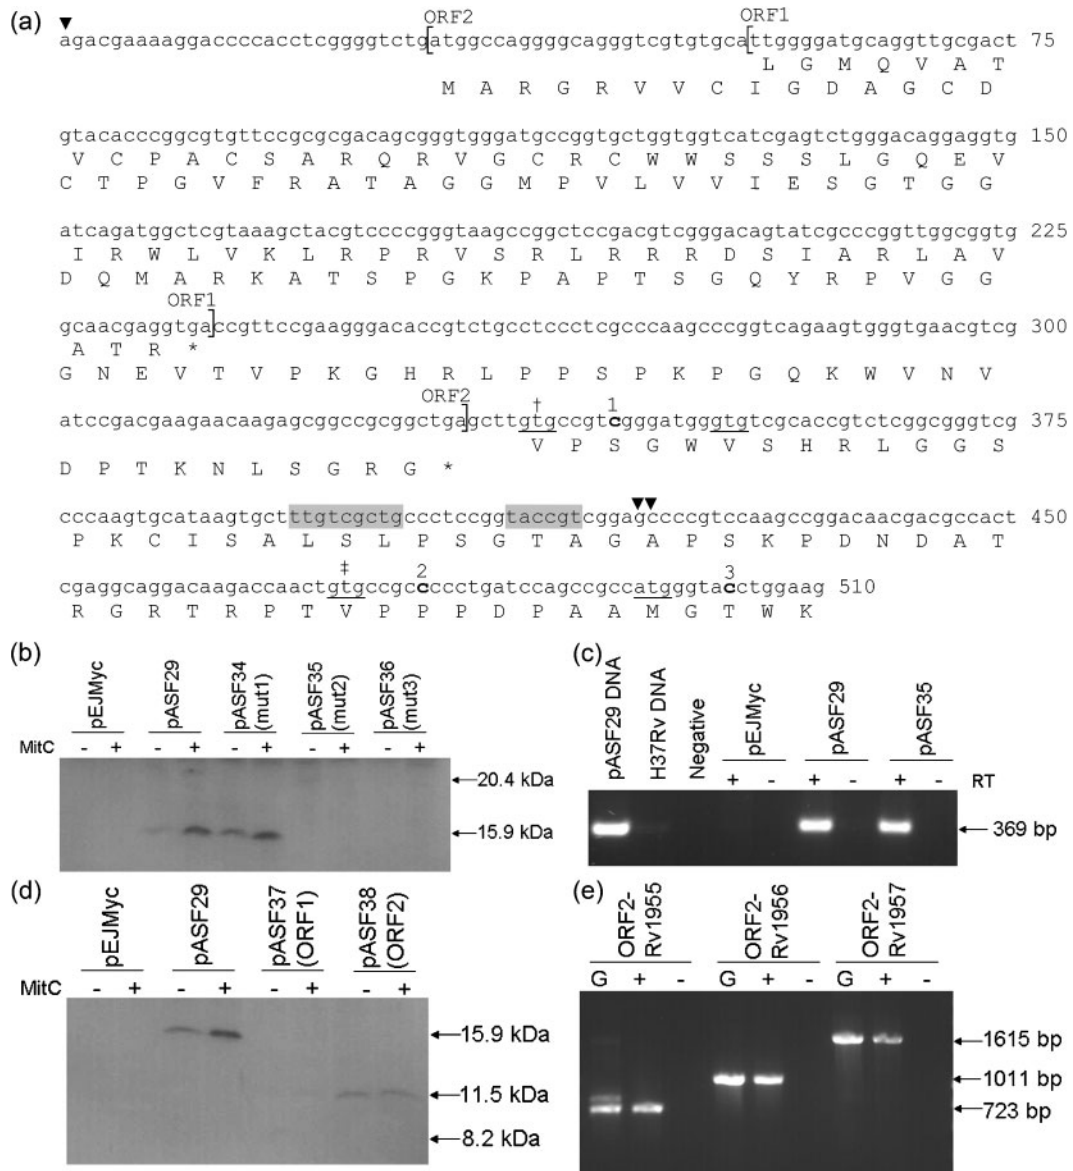 (a)
ORF2 ORF1
agacgaaaaggaccccacctcggggtctgatggccaggggcagggtcgtgtgcattggggatgcaggttgcgact 75
L G M Q V A T
M A R G R V V C I G D A G C D
gtacacccggcgtgttccgcgcgacagcgggtgggatgccggtgctggtggtcatcgagtctgggacaggaggtg 150
V C P A C S A R Q R V G C R C W W S S S L G Q E V
C T P G V F R A T A G G M P V L V V I E S G T G G
atcagatggctcgtaaagctacgtccccgggtaagccggctccgacgtcgggacagtatcgcccggttggcggtg 225
I R W L V K L R P R V S R L R R R D S I A R L A V
D Q M A R K A T S P G K P A P T S G Q Y R P V G G
ORF1
gcaacgaggtgaccgttccgaagggacaccgtctgcctccctcgcccaagcccggtcagaagtgggtgaacgtcg 300
A T R *
G N E V T V P K G H R L P P S P K P G Q K W V N V
ORF2 † 1
atccgacgaagaacaagagcggccgcggctgagcttgtgccgtcgggatgggtgtcgcaccgtctcggcgggtct 375
V P S G W V S H R L G G S
D P T K N L S G R G *
cccaagtgcataagtgctttgtcgctgccctccggtaccgtcggagccccgtccaagccggacaacgacgccact 450
P K C I S A L S L P S G T A G A P S K P D N D A T
‡ 2 3
cgaggcaggacaagaccaactgtgccgccccctgatccagccgccatgggtacctggaag 510
R G R T R P T V P P P D P A A M G T W K
(b)
pEJMyc pASF29 pASF34 (mut1) pASF35 (mut2) pASF36 (mut3)
MitC - + - + - + - + - +
20.4 kDa
15.9 kDa
(c)
pASF29 DNA H37Rv DNA Negative pEJMyc pASF29 pASF35
+ - + - + - RT
369 bp
(d)
pEJMyc pASF29 pASF37 (ORF1) pASF38 (ORF2)
MitC - + - + - + - +
15.9 kDa
11.5 kDa
8.2 kDa
(e)
ORF2-Rv1955 ORF2-Rv1956 ORF2-Rv1957
G + - G + - G + -
1615 bp
1011 bp
723 bp